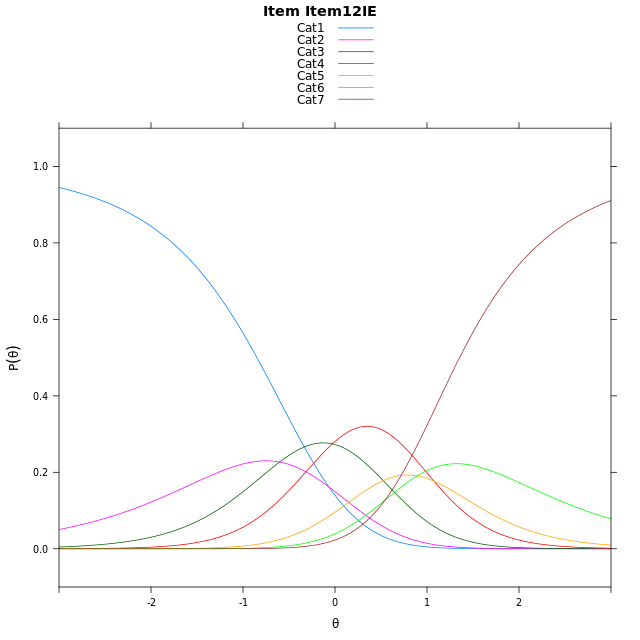 Item Item12IE
Cat1
Cat2
Cat3
Cat4
Cat5
Cat6
Cat7
1.0
0.8
0.6
0.4
0.2
0.0
P(θ)
-2 -1 0 1 2
θ